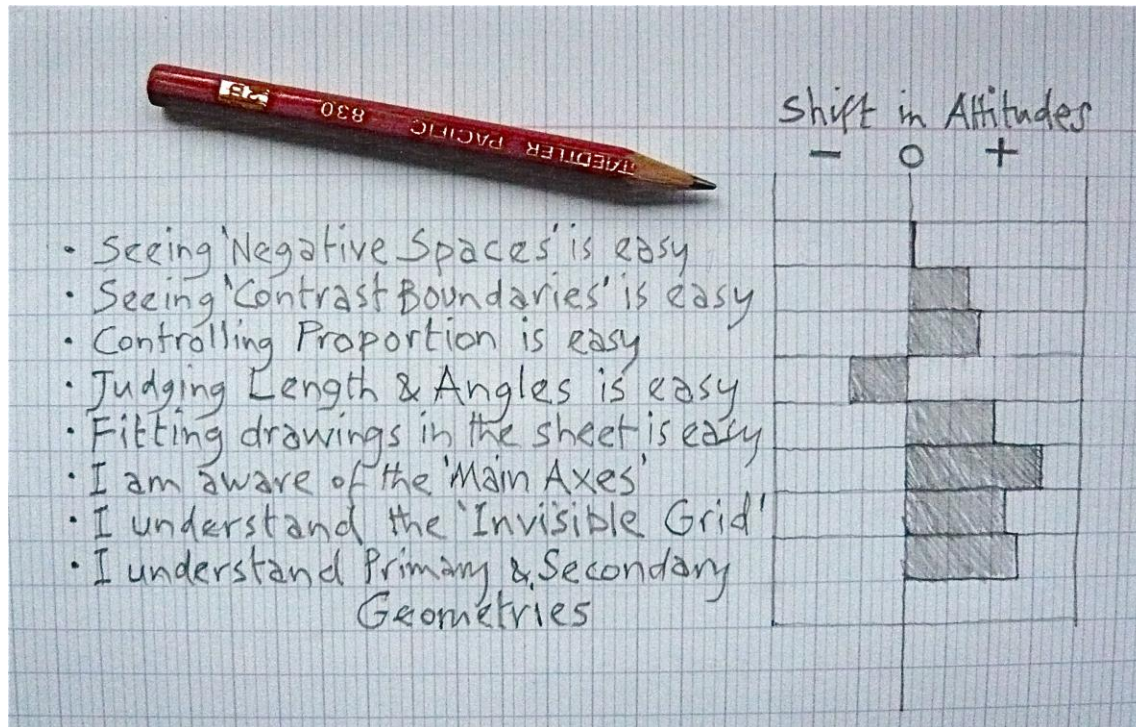 2B 830 PACIFIC STAEDTLER
Shift in Attitudes
- 0 +
• Seeing 'Negative Spaces' is easy
• Seeing 'Contrast Boundaries' is easy
• Controlling Proportion is easy
• Judging Length & Angles is easy
• Fitting drawings in the sheet is easy
• I am aware of the 'Main Axes'
• I understand the 'Invisible Grid'
• I understand Primary & Secondary
Geometries